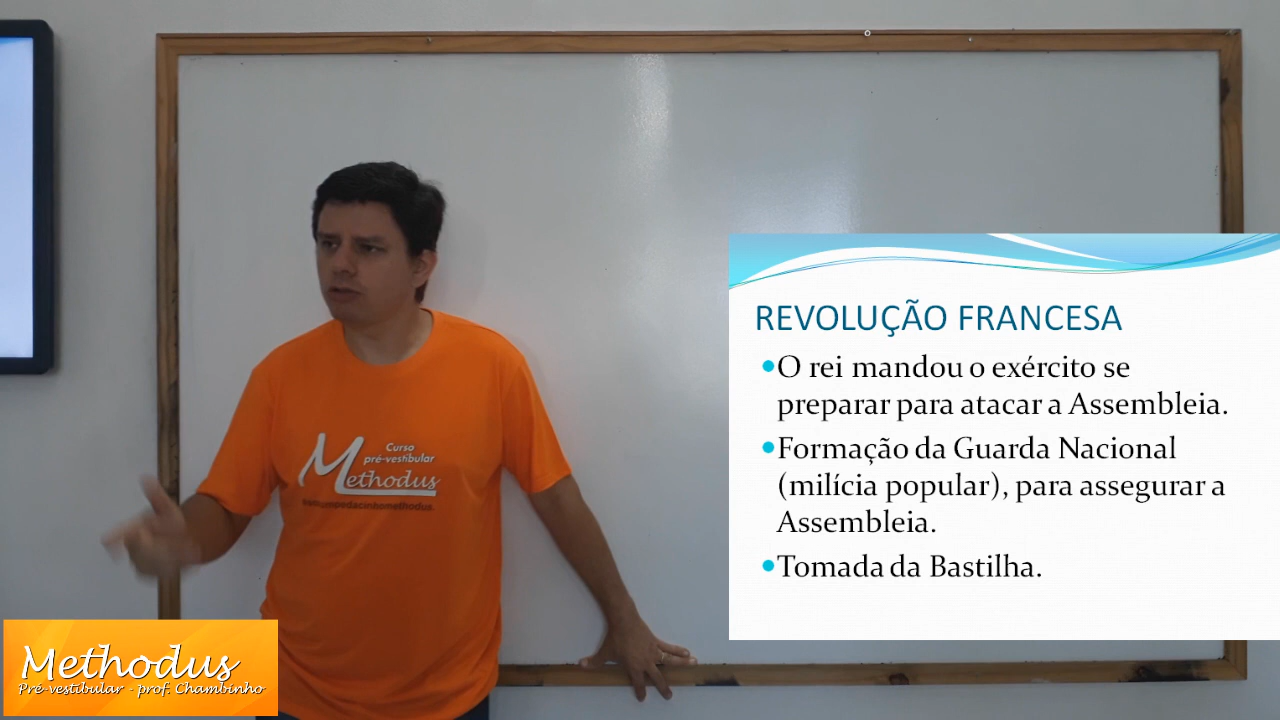 REVOLUÇÃO FRANCESA
•O rei mandou o exército se
preparar para atacar a Assembleia.
•Formação da Guarda Nacional
(milícia popular), para assegurar a
Assembleia.
•Tomada da Bastilha.
Curso
pré-vestibular
Methodus
Methodus
Pré-vestibular - prof. Chambinho